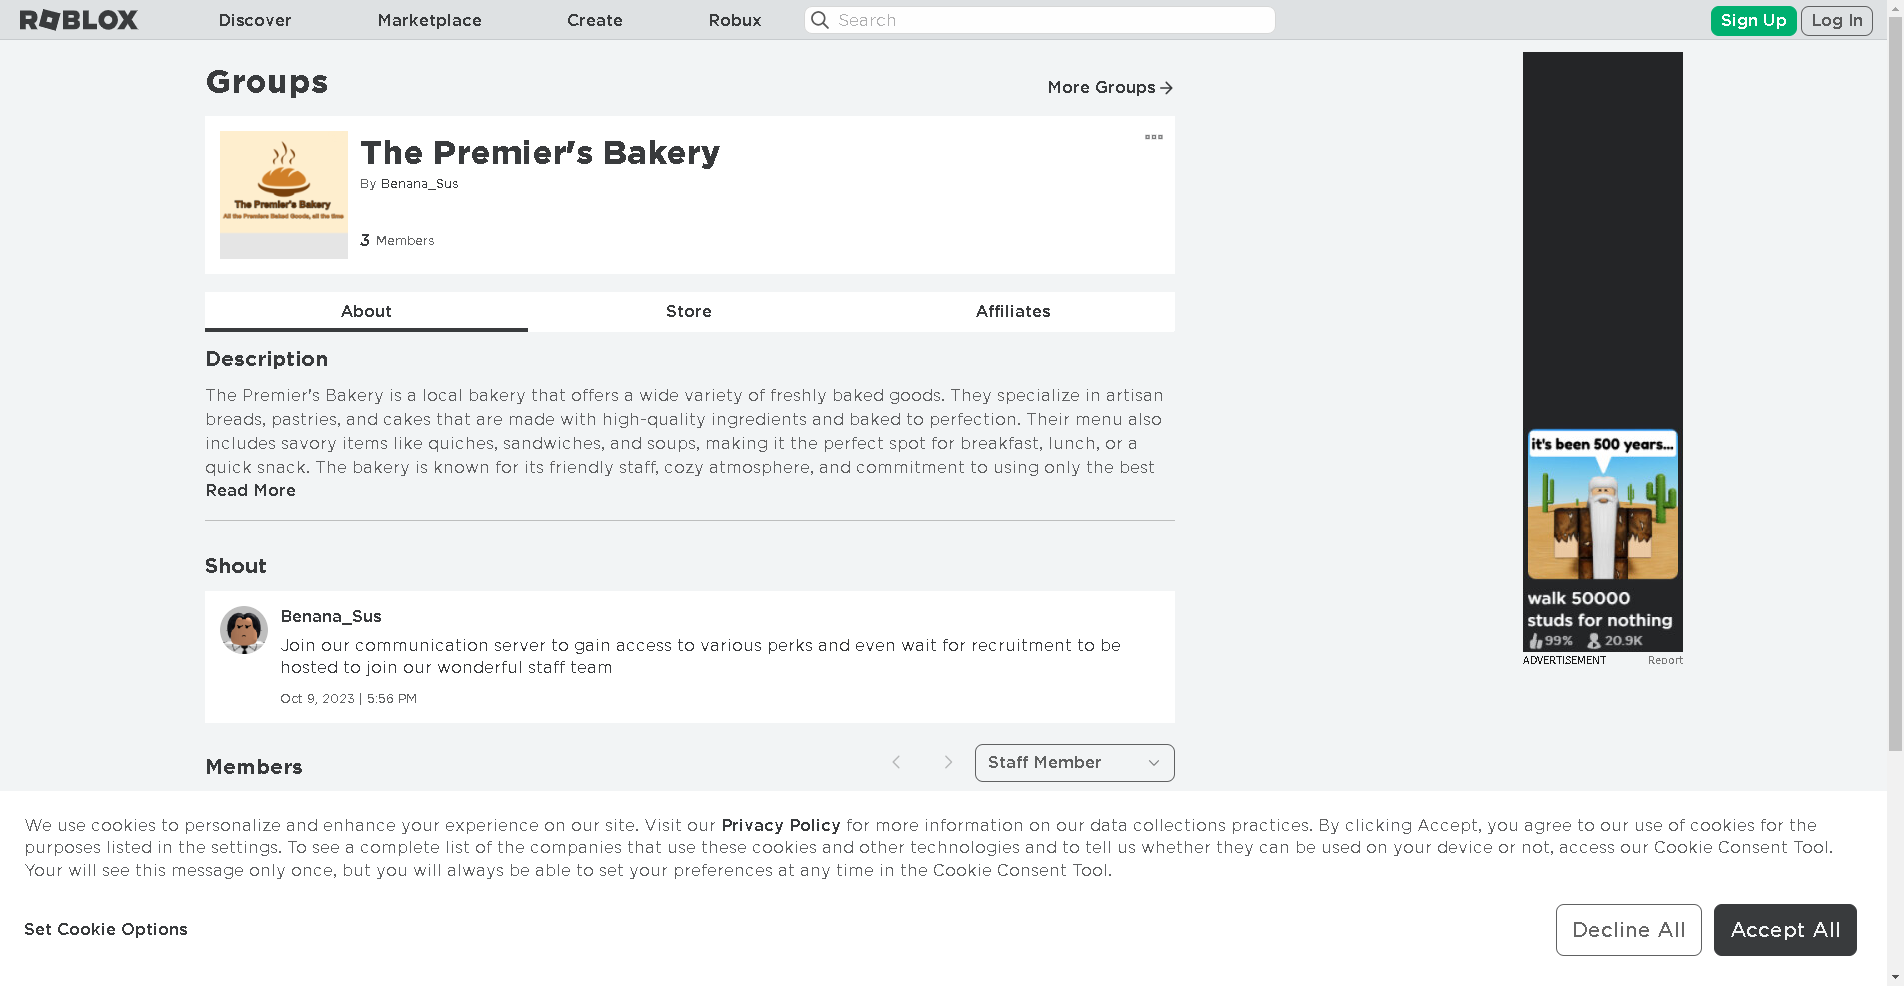 ROBLOX
Discover
Marketplace
Create
Robux
Search
Sign Up
Log In
Groups
More Groups
The Premier's Bakery
All the Premiers Baked Goods, all the time
The Premier's Bakery
By Benana_Sus
3 Members
About
Store
Affiliates
Description
The Premier's Bakery is a local bakery that offers a wide variety of freshly baked goods. They specialize in artisan
breads, pastries, and cakes that are made with high-quality ingredients and baked to perfection. Their menu also
includes savory items like quiches, sandwiches, and soups, making it the perfect spot for breakfast, lunch, or a
quick snack. The bakery is known for its friendly staff, cozy atmosphere, and commitment to using only the best
Read More
Shout
Benana_Sus
Join our communication server to gain access to various perks and even wait for recruitment to be
hosted to join our wonderful staff team
Oct 9, 2023 | 5:56 PM
Members
Staff Member
it's been 500 years...
walk 50000
studs for nothing
99% 20.9K
ADVERTISEMENT
Report
We use cookies to personalize and enhance your experience on our site. Visit our Privacy Policy for more information on our data collections practices. By clicking Accept, you agree to our use of cookies for the
purposes listed in the settings. To see a complete list of the companies that use these cookies and other technologies and to tell us whether they can be used on your device or not, access our Cookie Consent Tool.
Your will see this message only once, but you will always be able to set your preferences at any time in the Cookie Consent Tool.
Set Cookie Options
Decline All
Accept All